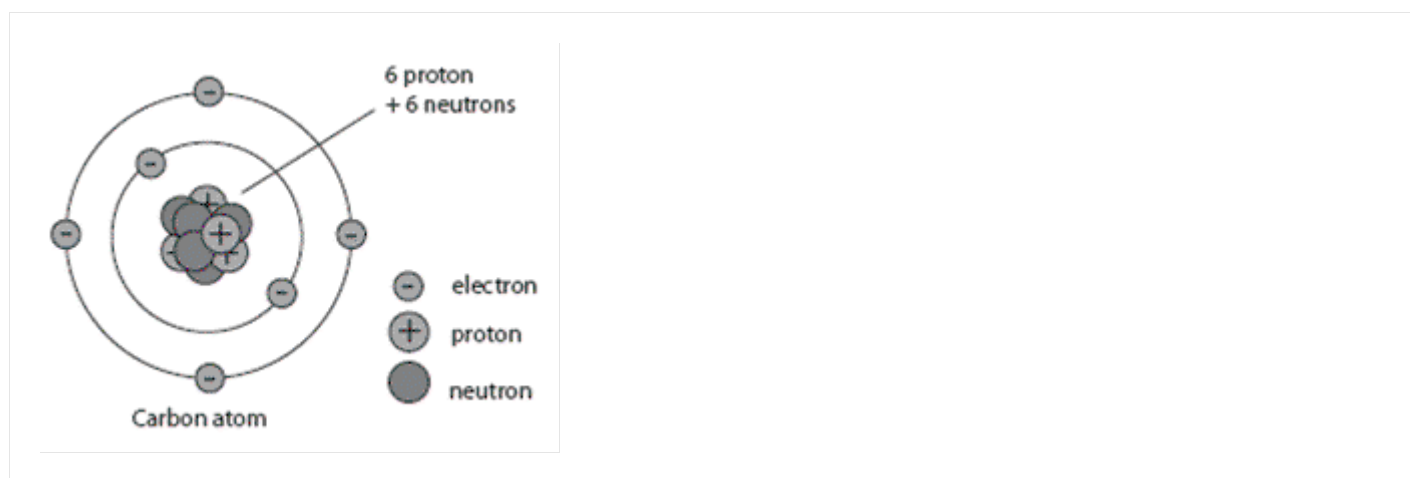 6 proton
+ 6 neutrons
electron
proton
neutron
Carbon atom